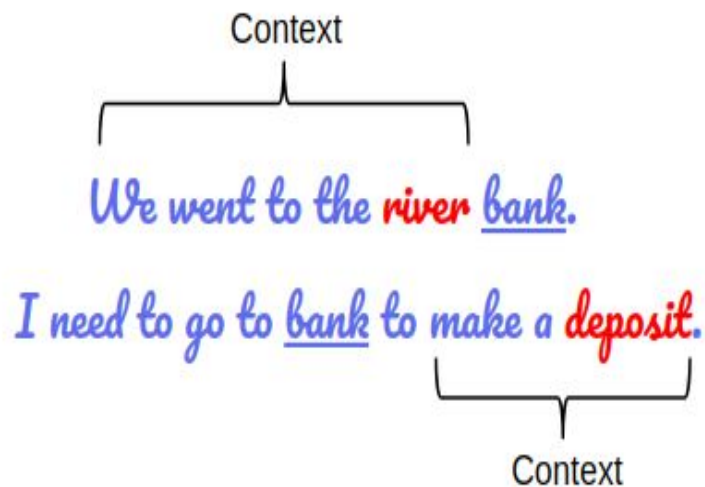 Context
We went to the river bank.
I need to go to bank to make a deposit.
Context